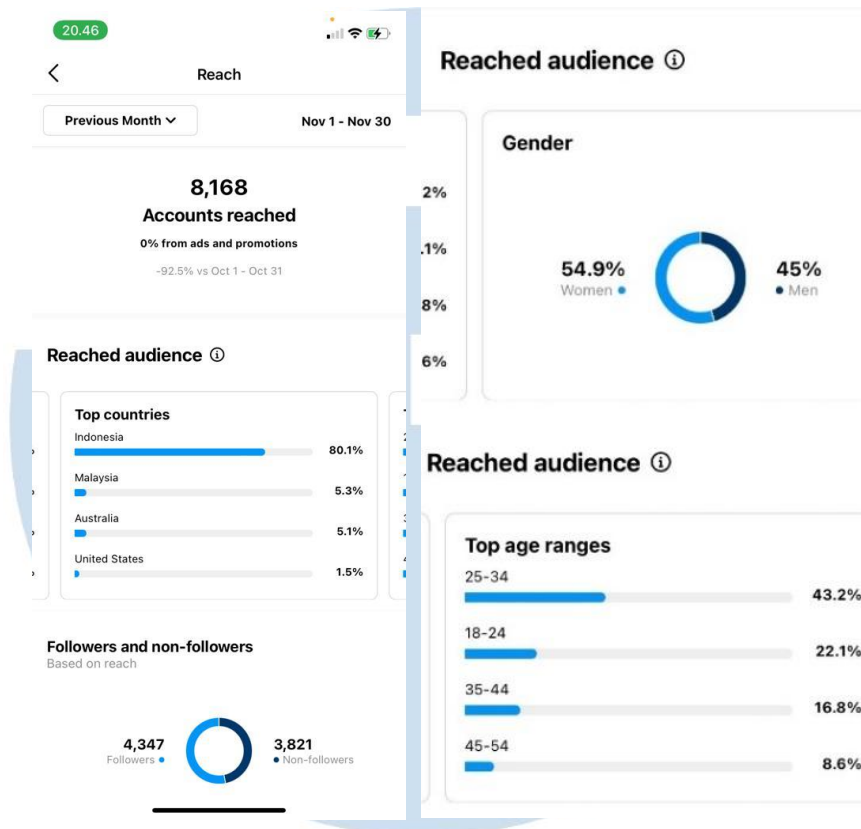 20.46
Reach
Previous Month
Nov 1 - Nov 30
8,168
Accounts reached
0% from ads and promotions
-92.5% vs Oct 1 - Oct 31
Reached audience
Top countries
Indonesia
80.1%
Malaysia
5.3%
Australia
5.1%
United States
1.5%
Followers and non-followers
Based on reach
4,347
Followers
3,821
Non-followers
Reached audience
2%
.1%
8%
6%
Gender
54.9%
Women
45%
Men
Reached audience
Top age ranges
25-34
43.2%
18-24
22.1%
35-44
16.8%
45-54
8.6%